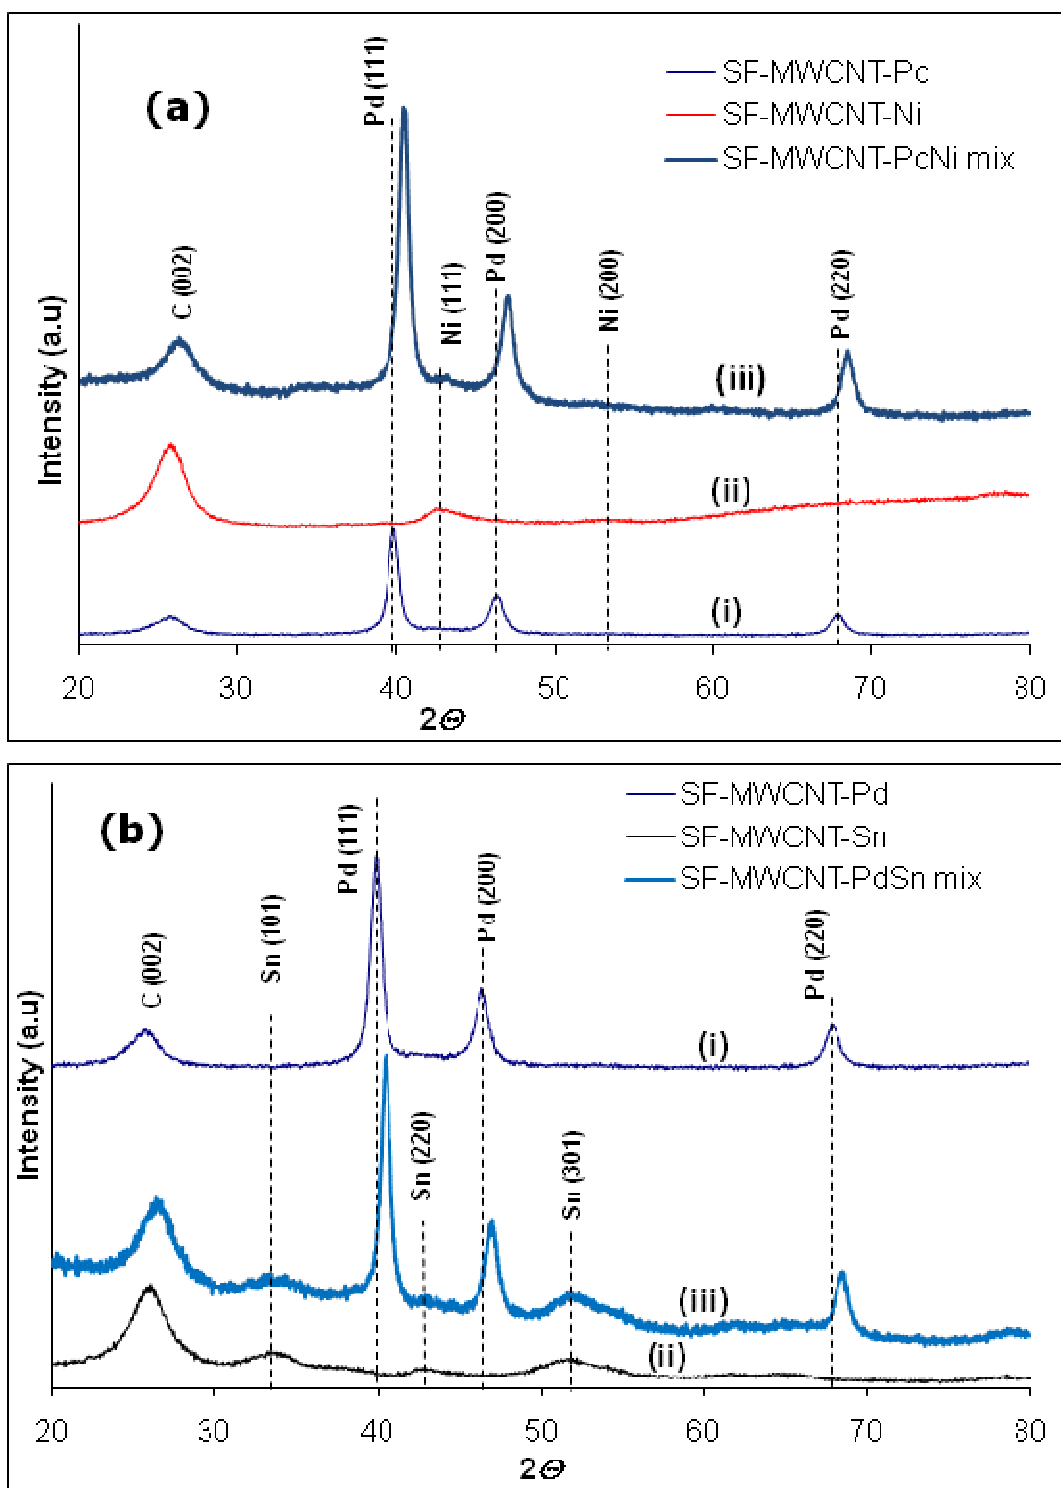 (a)
SF-MWCNT-Pc
SF-MWCNT-Ni
SF-MWCNT-PcNi mix
Pd (111)
C (002)
Ni (111)
Pd (200)
Ni (200)
Pd (220)
(iii)
(ii)
(i)
Intensity (a.u)
20 30 40 50 60 70 80
2Θ
(b)
SF-MWCNT-Pd
SF-MWCNT-Sn
SF-MWCNT-PdSn mix
C (002)
Sn (101)
Pd (111)
Sn (220)
Pd (200)
Sn (301)
Pd (220)
(i)
(iii)
(ii)
Intensity (a.u)
20 30 40 50 60 70 80
2Θ